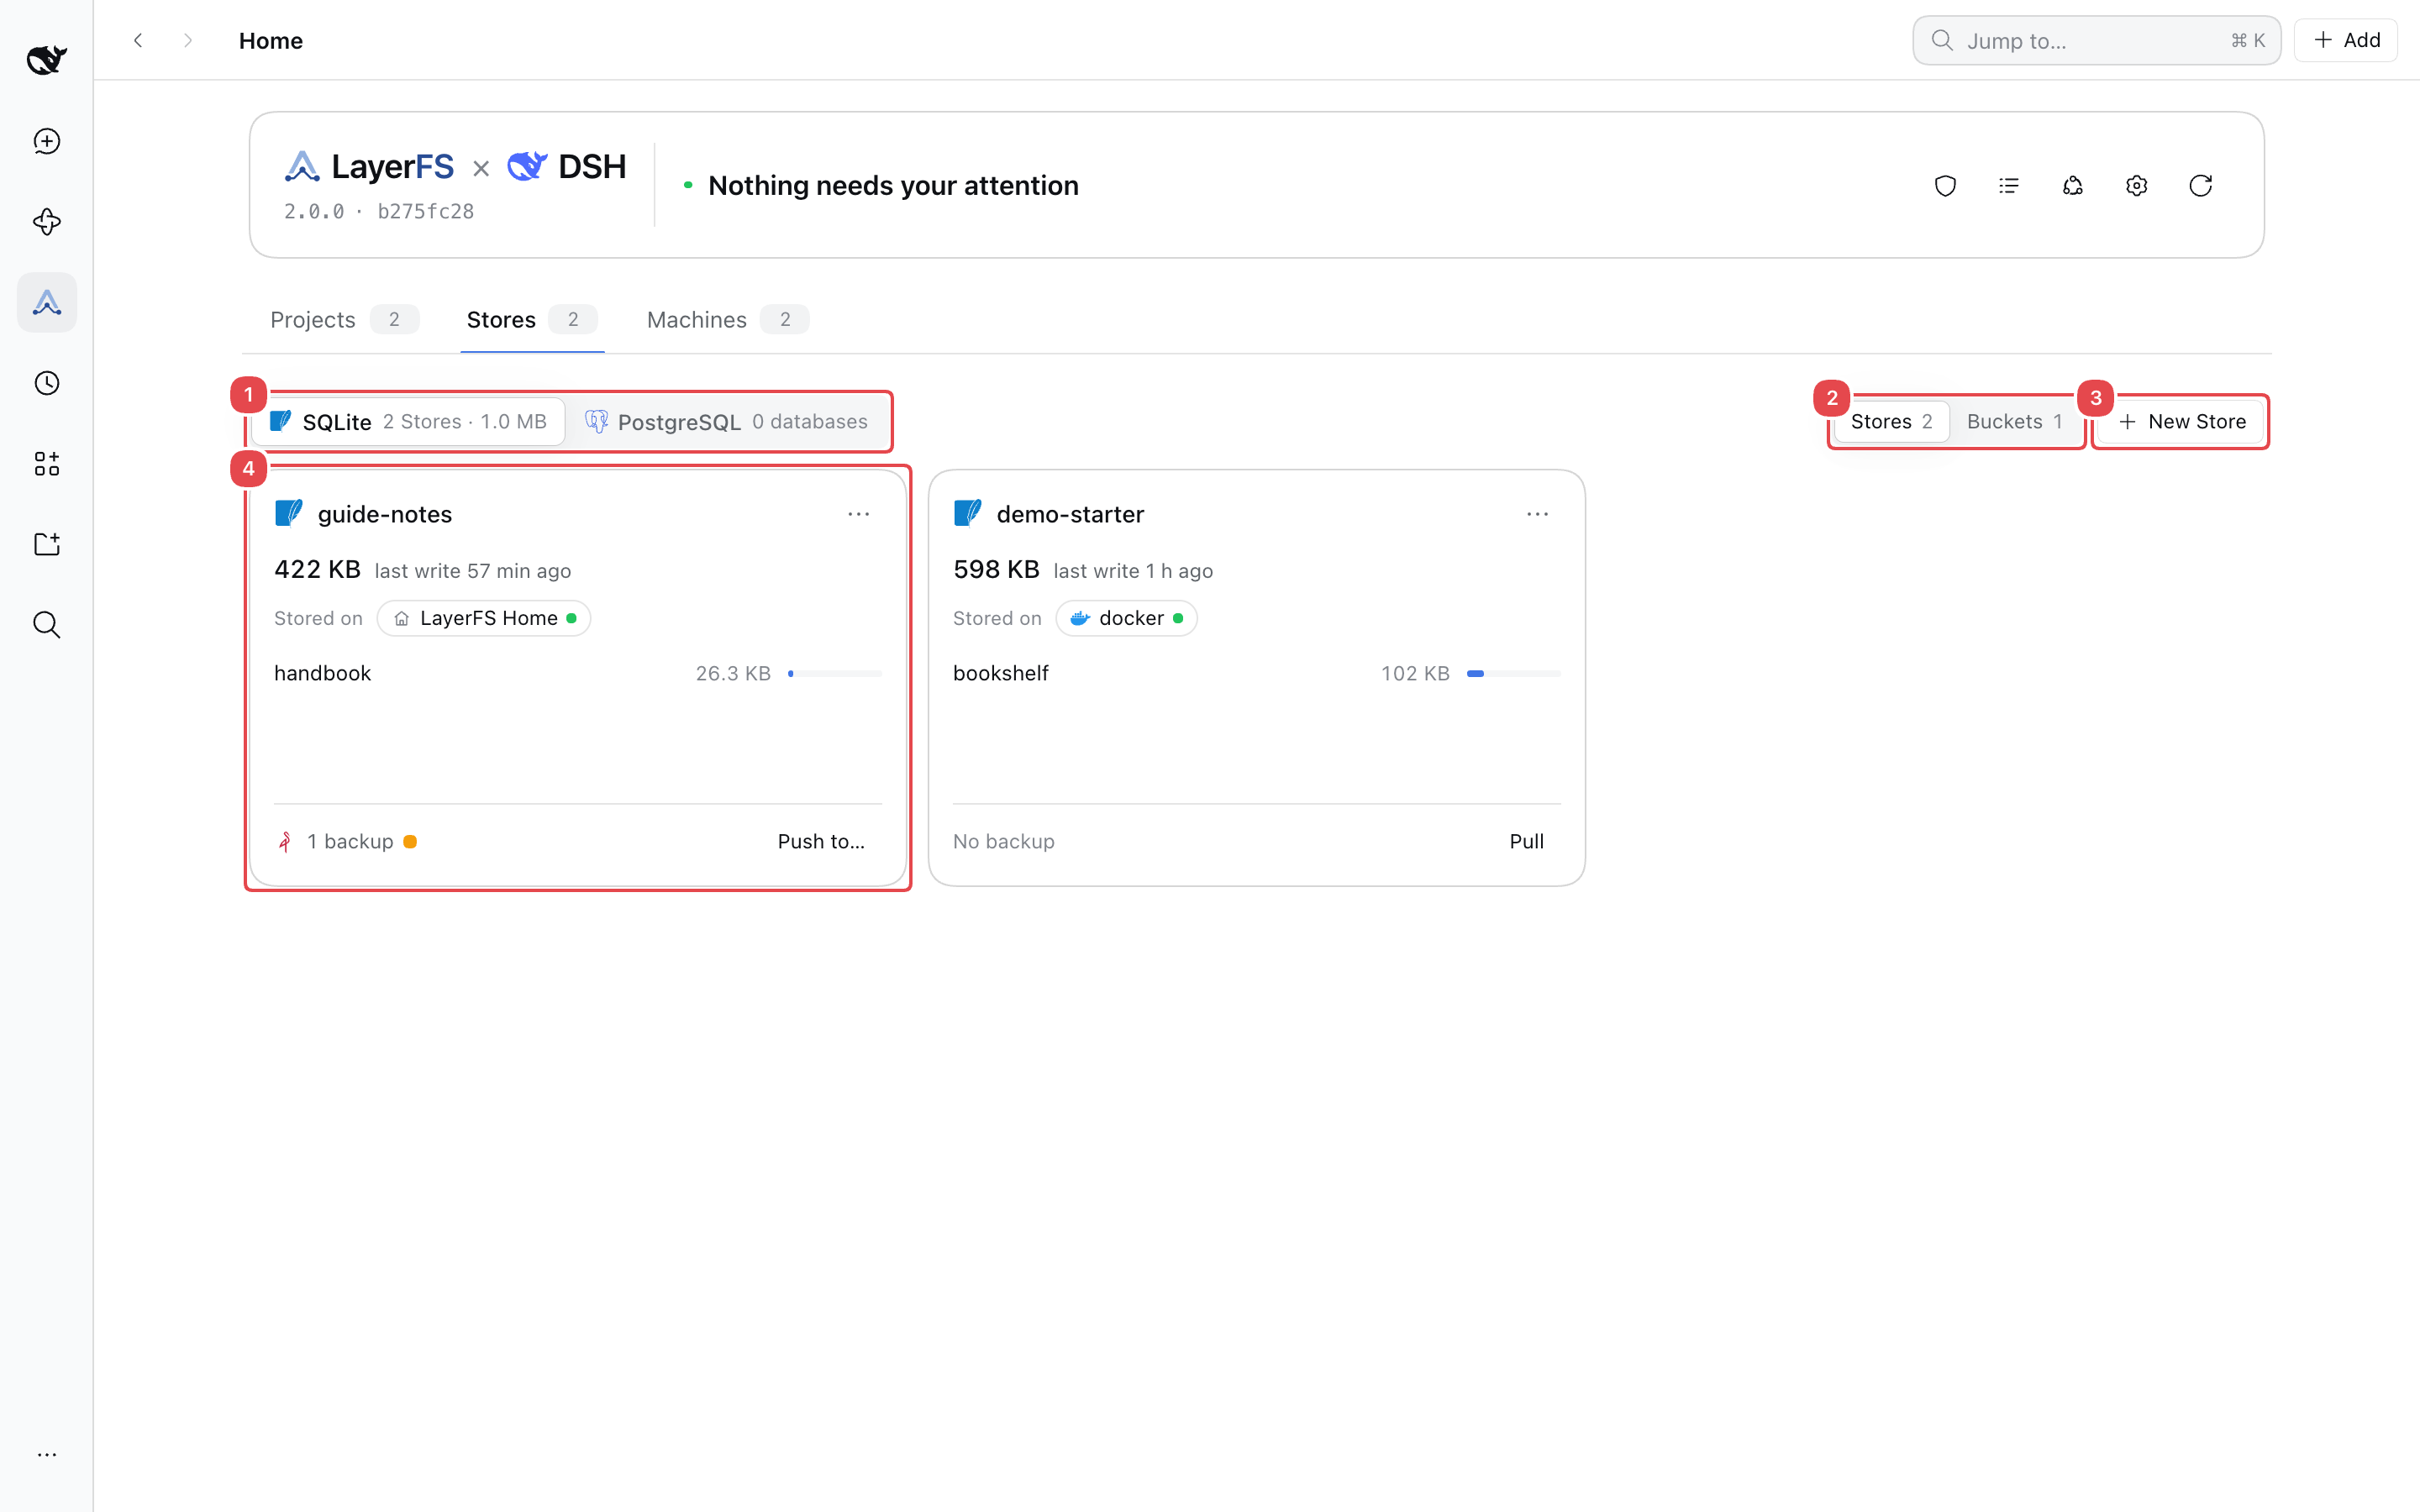 Home
Jump to...
⌘ K
+ Add
LayerFS × DSH
2.0.0 · b275fc28
Nothing needs your attention
Projects 2
Stores 2
Machines 2
1
SQLite 2 Stores · 1.0 MB
PostgreSQL 0 databases
2
Stores 2
Buckets 1
3
+ New Store
4
guide-notes
422 KB last write 57 min ago
Stored on LayerFS Home
handbook 26.3 KB
1 backup
Push to...
demo-starter
598 KB last write 1 h ago
Stored on docker
bookshelf 102 KB
No backup
Pull